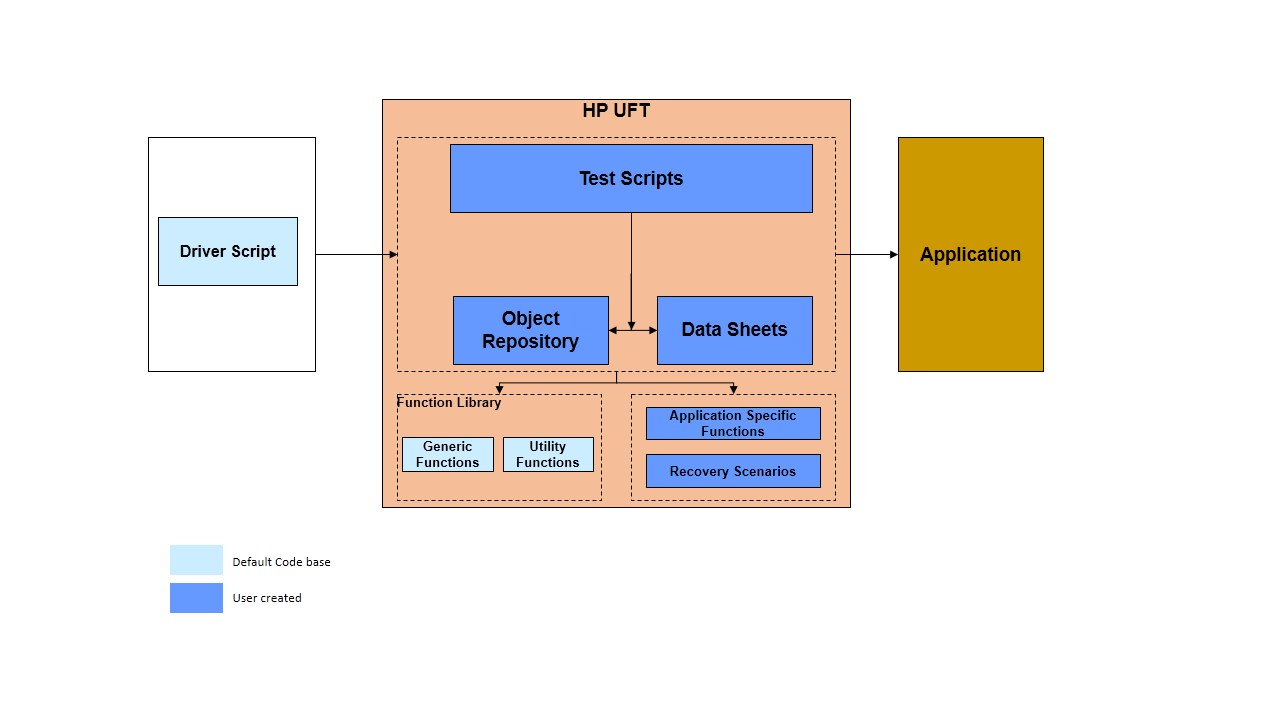 HP UFT
Test Scripts
Driver Script
Application
Object
Repository
Data Sheets
Function Library
Generic
Functions
Utility
Functions
Application Specific
Functions
Recovery Scenarios
Default Code base
User created